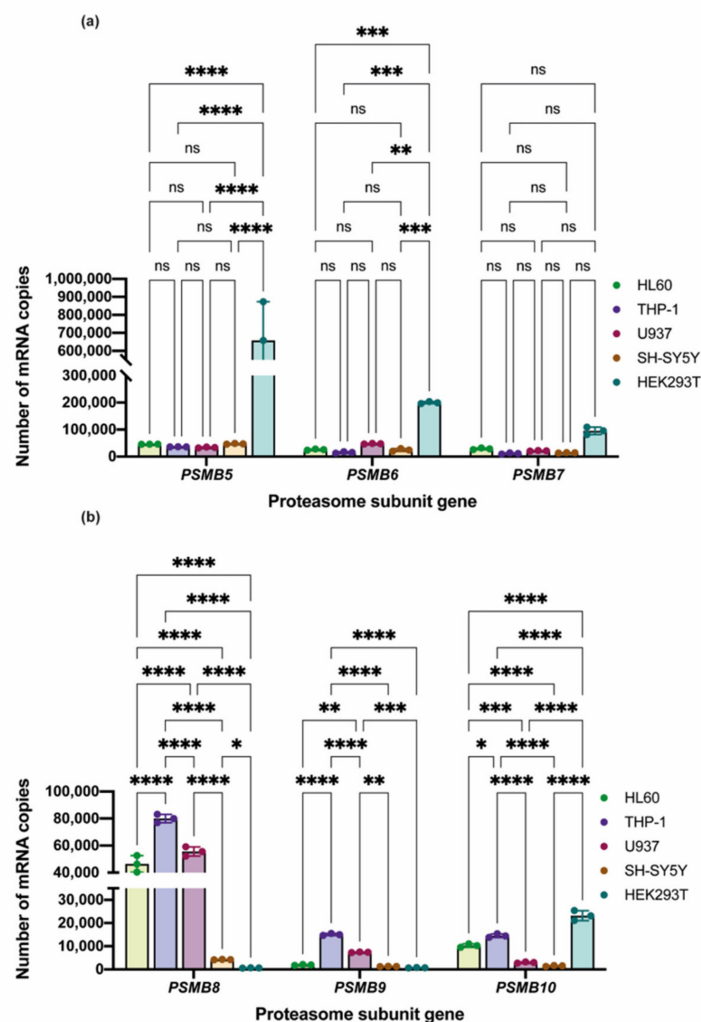 (a)
***
**** *** ns
**** ns ns
ns ** ns
ns **** ns ns
**** ns *** ns ns
ns ns ns ns ns ns ns ns ns ns
1,000,000
900,000
800,000
700,000
600,000
300,000
200,000
100,000
0
Number of mRNA copies
HL60
THP-1
U937
SH-SY5Y
HEK293T
PSMB5 PSMB6 PSMB7
Proteasome subunit gene
(b)
****
**** ****
**** **** ****
**** **** **** ****
**** ** *** *** ****
**** * **** * ****
**** **** **** ** **** ****
100,000
80,000
60,000
40,000
30,000
20,000
10,000
0
Number of mRNA copies
HL60
THP-1
U937
SH-SY5Y
HEK293T
PSMB8 PSMB9 PSMB10
Proteasome subunit gene